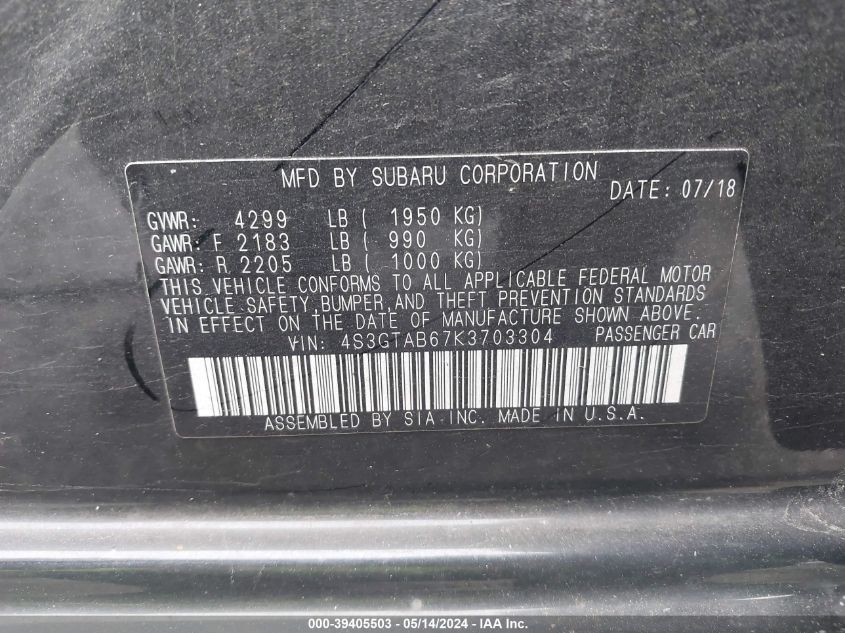 MFD BY SUBARU CORPORATION
DATE: 07/18
GVWR: 4299 LB ( 1950 KG)
GAWR: F 2183 LB ( 990 KG)
GAWR: R 2205 LB ( 1000 KG)
THIS VEHICLE CONFORMS TO ALL APPLICABLE FEDERAL MOTOR
VEHICLE SAFETY, BUMPER, AND THEFT PREVENTION STANDARDS
IN EFFECT ON THE DATE OF MANUFACTURE SHOWN ABOVE.
VIN: 4S3GTAB67K3703304 PASSENGER CAR
ASSEMBLED BY SIA INC. MADE IN U.S.A.
000-39405503 — 05/14/2024 — IAAI.COM, INC.